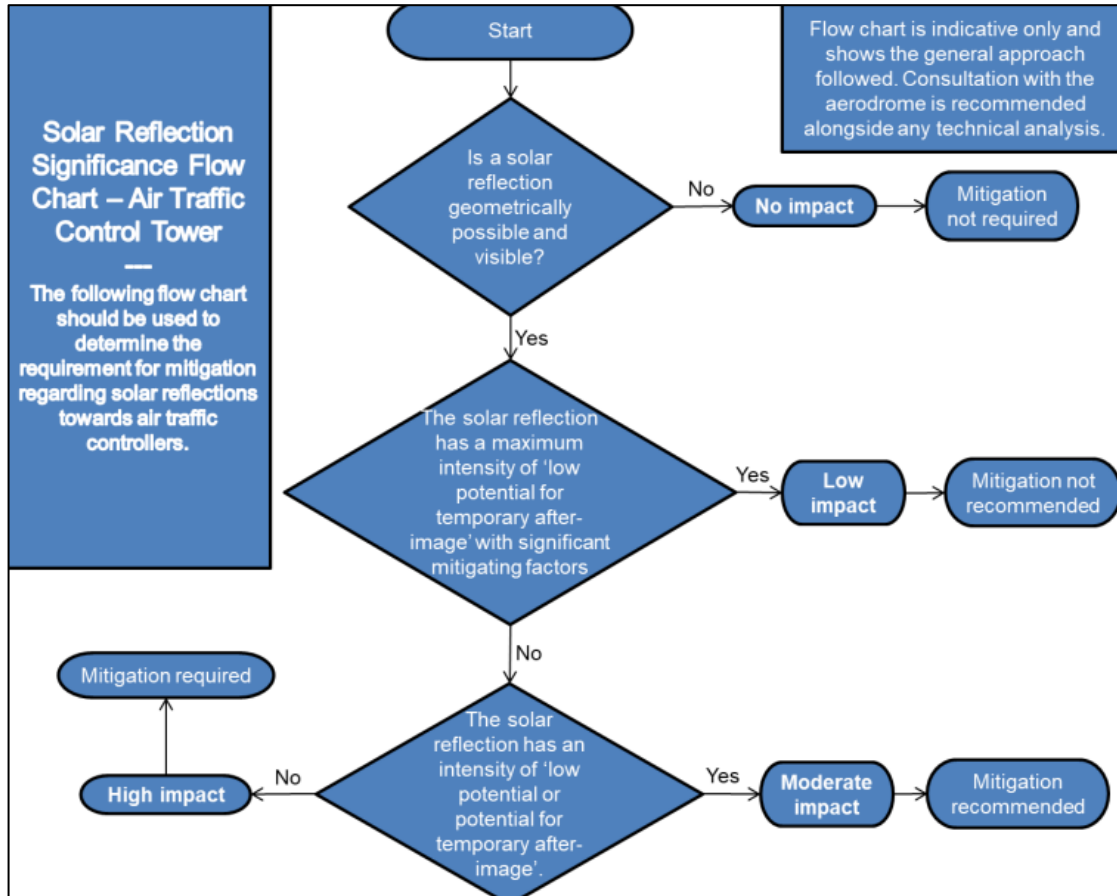 Start
Flow chart is indicative only and
shows the general approach
followed. Consultation with the
aerodrome is recommended
alongside any technical analysis.
Solar Reflection
Significance Flow
Chart – Air Traffic
Control Tower
---
The following flow chart
should be used to
determine the
requirement for mitigation
regarding solar reflections
towards air traffic
controllers.
Is a solar
reflection
geometrically
possible and
visible?
No
No impact
Mitigation
not required
Yes
The solar reflection
has a maximum
intensity of ‘low
potential for
temporary after-
image’ with significant
mitigating factors
Yes
Low
impact
Mitigation not
recommended
No
The solar
reflection has an
intensity of ‘low
potential or
potential for
temporary after-
image’.
Yes
Moderate
impact
Mitigation
recommended
No
High impact
Mitigation required